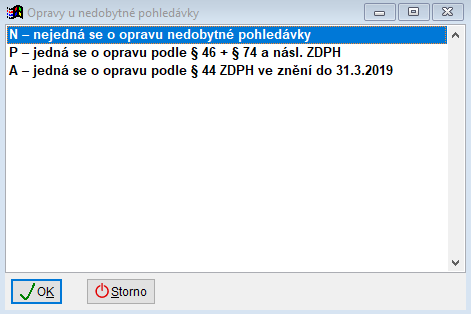 Opravy u nedobytné pohledávky
N – nejedná se o opravu nedobytné pohledávky
P – jedná se o opravu podle § 46 + § 74 a násl. ZDPH
A – jedná se o opravu podle § 44 ZDPH ve znění do 31.3.2019
OK Storno